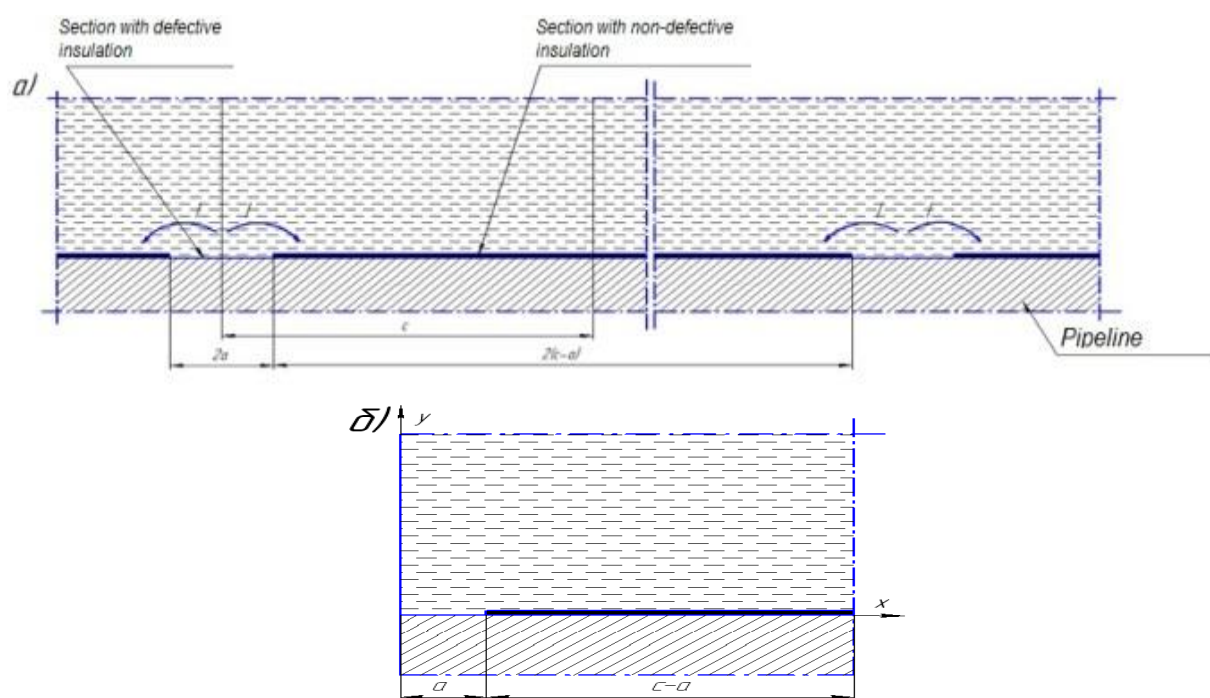 Section with defective
insulation
Section with non-defective
insulation
а)
c
2a
2(c-a)
Pipeline
б)
y
x
a
c-a